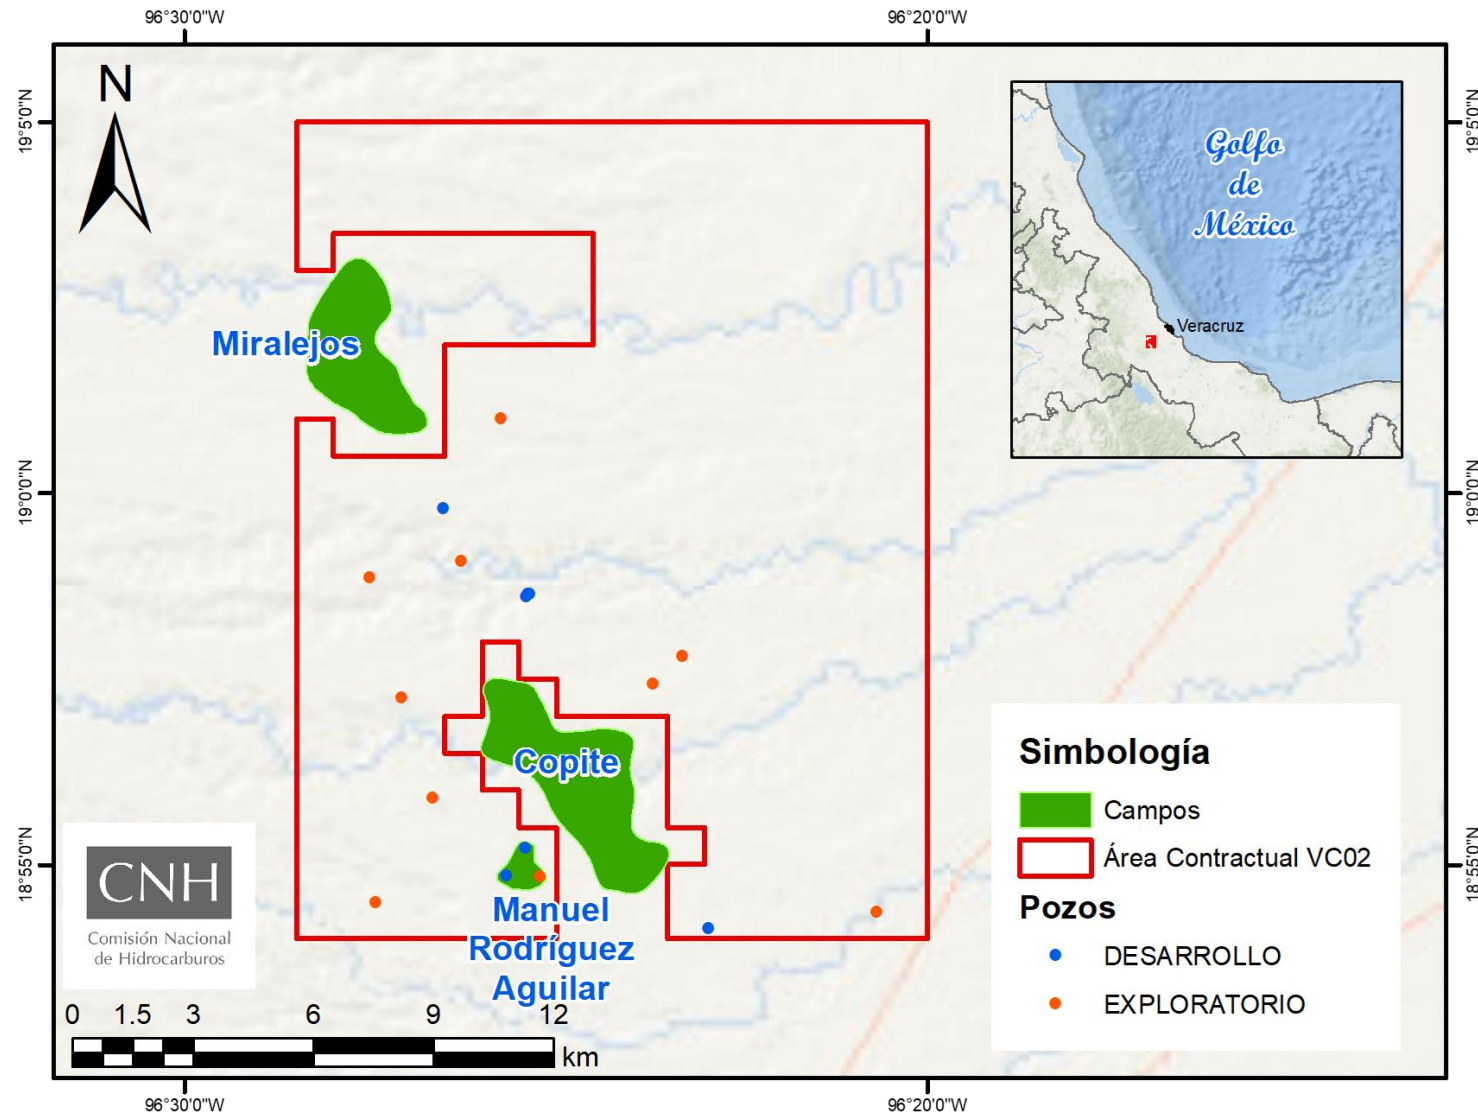 96°30'0"W
96°20'0"W
N
19°5'0"N
19°5'0"N
Golfo
de
México
Veracruz
Miralejos
19°0'0"N
19°0'0"N
Copite
Simbología
Campos
Área Contractual VC02
Pozos
DESARROLLO
EXPLORATORIO
18°55'0"N
18°55'0"N
CNH
Comisión Nacional
de Hidrocarburos
Manuel
Rodríguez
Aguilar
0 1.5 3 6 9 12
km
96°30'0"W
96°20'0"W